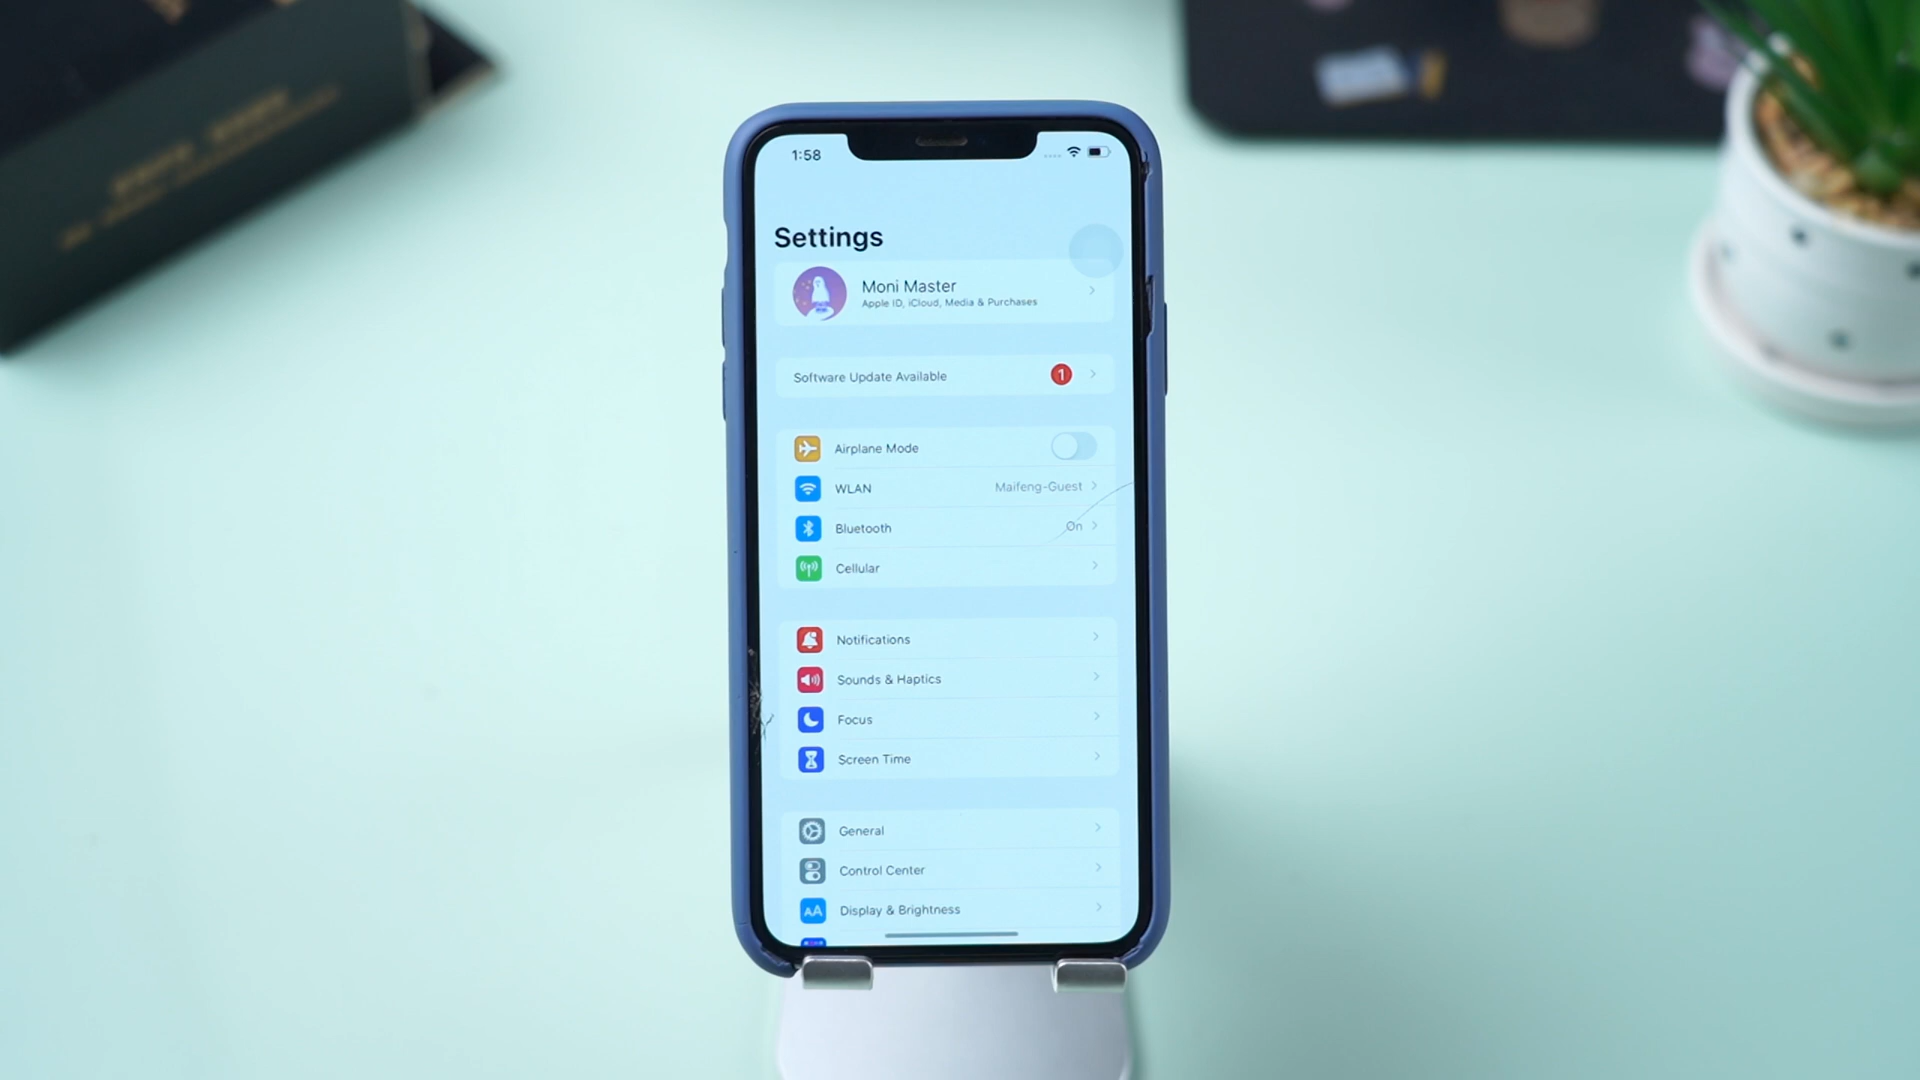 1:58
Settings
Moni Master
Apple ID, iCloud, Media & Purchases
Software Update Available 1
Airplane Mode
WLAN Maifeng-Guest
Bluetooth On
Cellular
Notifications
Sounds & Haptics
Focus
Screen Time
General
Control Center
AA Display & Brightness